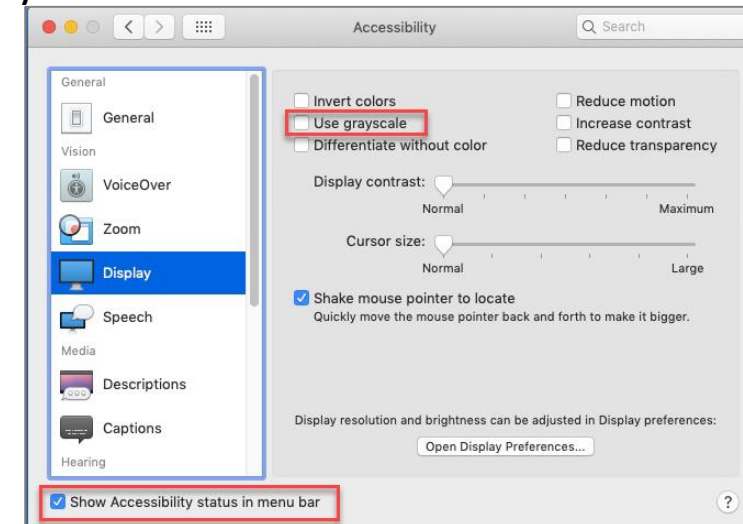 Accessibility
Search
General
General
Vision
VoiceOver
Zoom
Display
Speech
Media
Descriptions
Captions
Hearing
Invert colors
Use grayscale
Differentiate without color
Reduce motion
Increase contrast
Reduce transparency
Display contrast:
Normal
Maximum
Cursor size:
Normal
Large
Shake mouse pointer to locate
Quickly move the mouse pointer back and forth to make it bigger.
Display resolution and brightness can be adjusted in Display preferences:
Open Display Preferences...
Show Accessibility status in menu bar
?